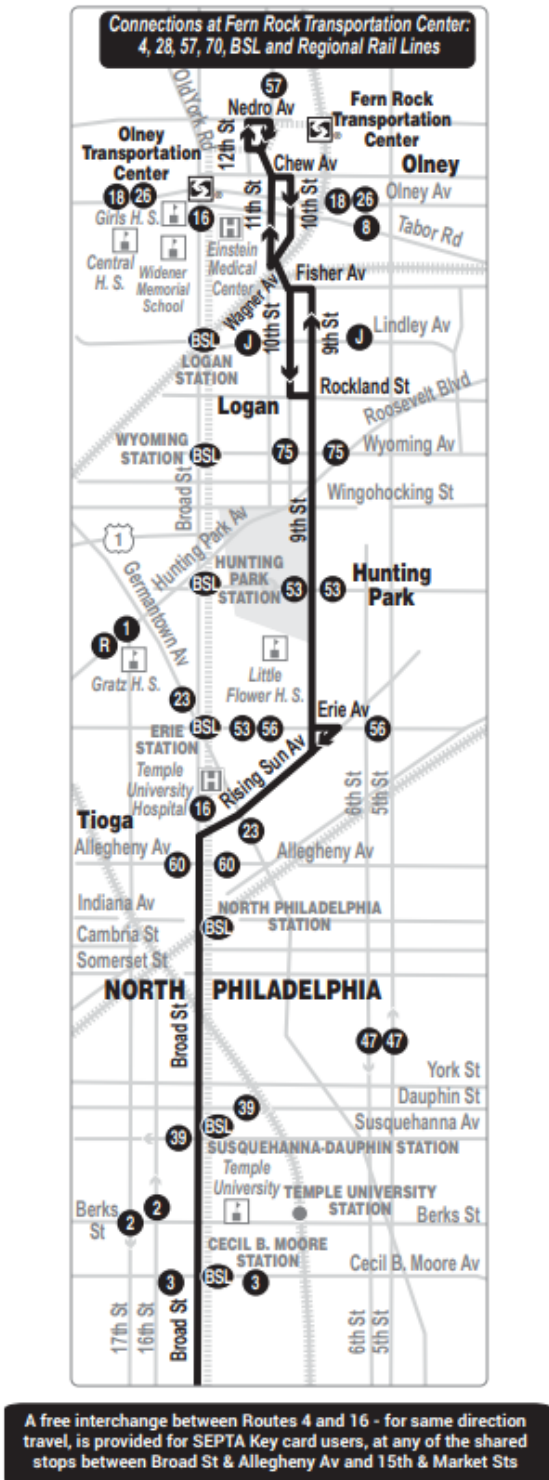 Connections at Fern Rock Transportation Center:
4, 28, 57, 70, BSL and Regional Rail Lines
57
Nedro Av
Old York Rd
12th St
Fern Rock
Transportation
Center
Olney
Transportation
Center
Chew Av
Olney
18 26
16
11th St
10th St
18 26
Olney Av
8
Tabor Rd
Girls H. S.
Central
H. S.
Widener
Memorial
School
Einstein
Medical
Center
Wagner Av
Fisher Av
10th St
9th St
BSL
J
J
Lindley Av
LOGAN
STATION
Logan
Rockland St
Roosevelt Blvd
WYOMING
STATION
BSL
75
75
Wyoming Av
Broad St
Wingohocking St
9th St
1
Hunting Park Av
Germantown Av
HUNTING
PARK
STATION
BSL
53
53
Hunting
Park
R
1
Gratz H. S.
Little
Flower H. S.
23
Erie Av
ERIE
STATION
BSL
53
56
56
Temple
University
Hospital
16
Rising Sun Av
6th St
5th St
Tioga
23
Allegheny Av
60
60
Allegheny Av
Indiana Av
NORTH PHILADELPHIA
STATION
BSL
Cambria St
Somerset St
NORTH PHILADELPHIA
Broad St
47 47
York St
Dauphin St
39
BSL
39
Susquehanna Av
SUSQUEHANNA-DAUPHIN STATION
Temple
University
TEMPLE UNIVERSITY
STATION
Berks
St
2
2
Berks St
CECIL B. MOORE
STATION
Cecil B. Moore Av
3
BSL
3
17th St
16th St
Broad St
6th St
5th St
A free interchange between Routes 4 and 16 - for same direction
travel, is provided for SEPTA Key card users, at any of the shared
stops between Broad St & Allegheny Av and 15th & Market Sts